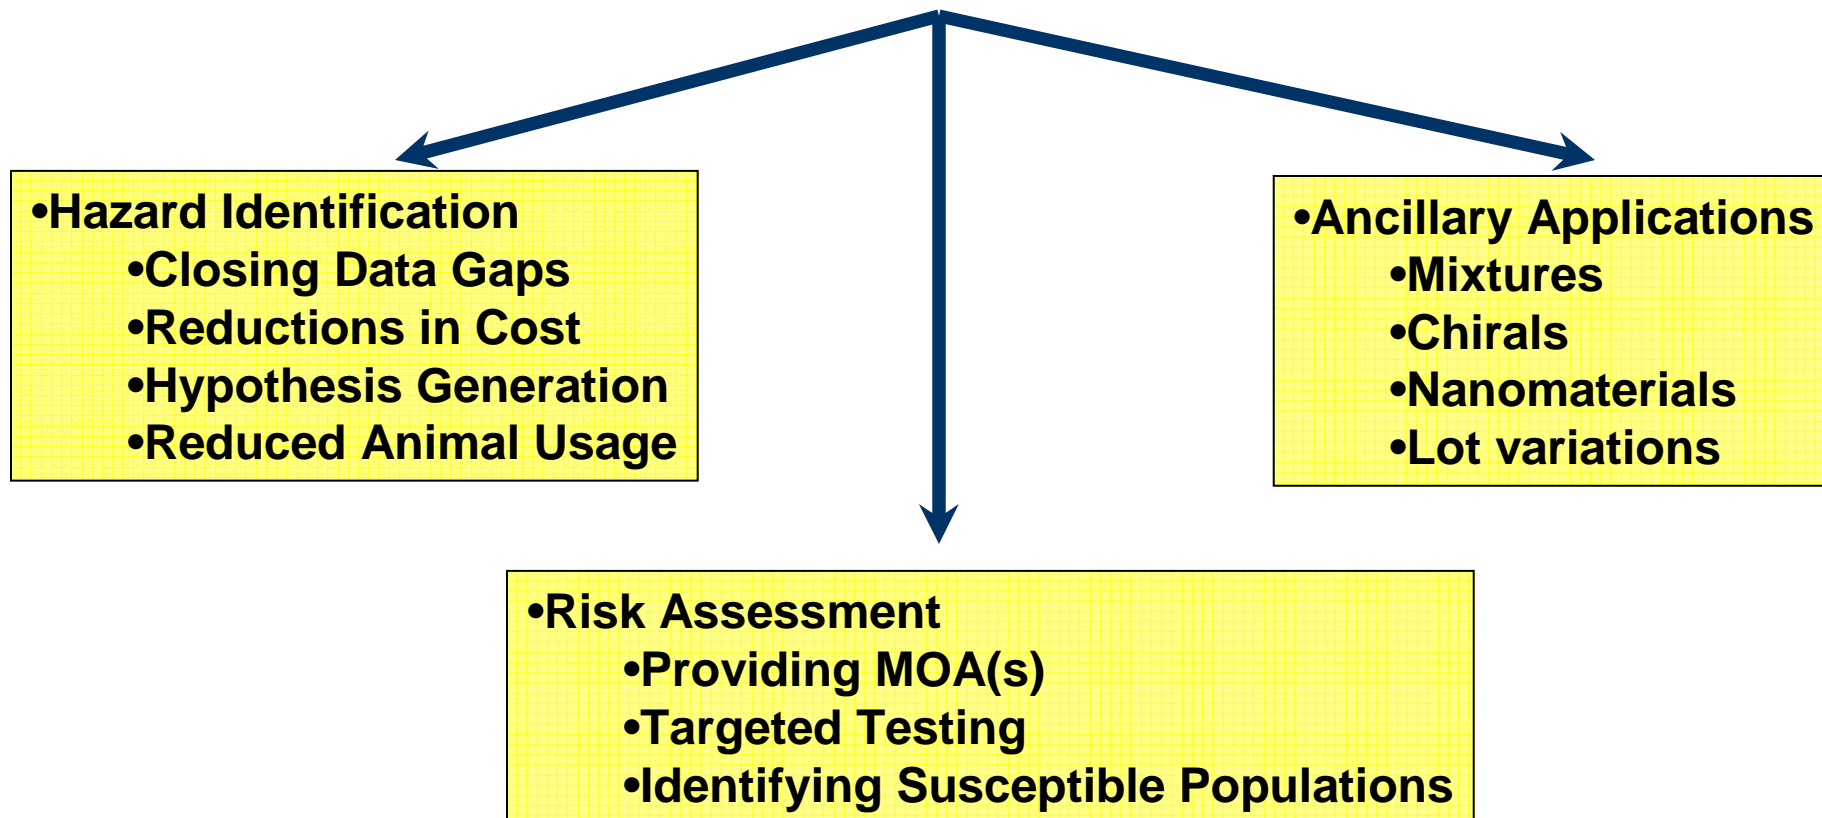 •Hazard Identification
•Closing Data Gaps
•Reductions in Cost
•Hypothesis Generation
•Reduced Animal Usage
•Ancillary Applications
•Mixtures
•Chirals
•Nanomaterials
•Lot variations
•Risk Assessment
•Providing MOA(s)
•Targeted Testing
•Identifying Susceptible Populations